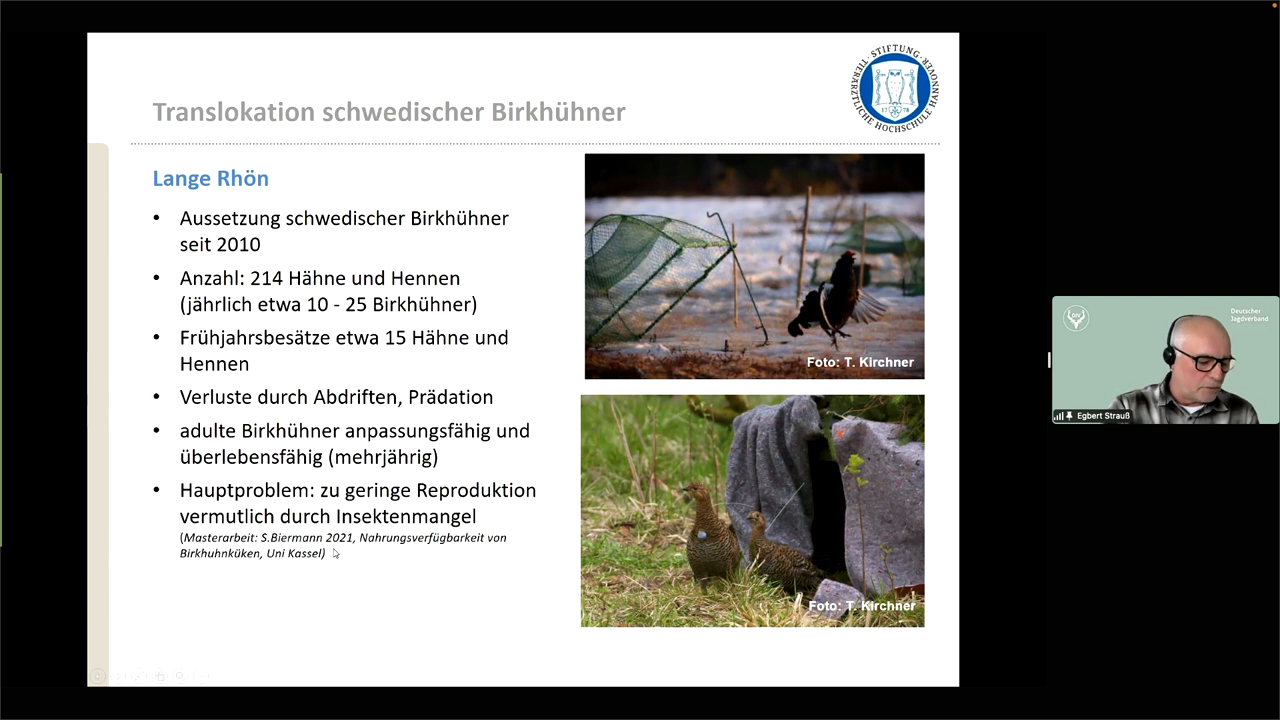 STIFTUNG · TIERÄRZTLICHE HOCHSCHULE HANNOVER
1778
Translokation schwedischer Birkhühner
Lange Rhön
• Aussetzung schwedischer Birkhühner
seit 2010
• Anzahl: 214 Hähne und Hennen
(jährlich etwa 10 - 25 Birkhühner)
• Frühjahrsbesätze etwa 15 Hähne und
Hennen
• Verluste durch Abdriften, Prädation
• adulte Birkhühner anpassungsfähig und
überlebensfähig (mehrjährig)
• Hauptproblem: zu geringe Reproduktion
vermutlich durch Insektenmangel
(Masterarbeit: S.Biermann 2021, Nahrungsverfügbarkeit von
Birkhuhnküken, Uni Kassel)
Foto: T. Kirchner
Foto: T. Kirchner
DJV
Deutscher
Jagdverband
Egbert Strauß